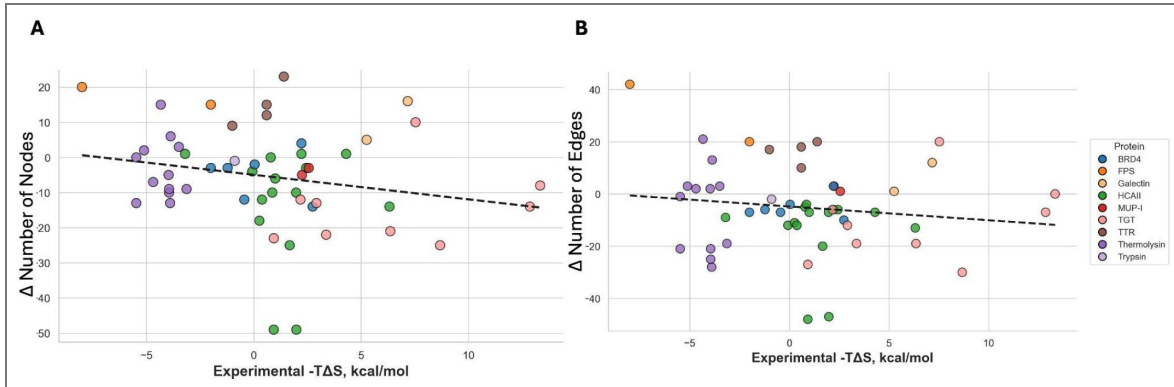 A
B
Δ Number of Nodes
20
10
0
-10
-20
-30
-40
-50
−5
0
5
10
Experimental -TΔS, kcal/mol
Δ Number of Edges
40
20
0
−20
−40
−5
0
5
10
Experimental -TΔS, kcal/mol
Protein
BRD4
FPS
Galectin
HCAII
MUP-I
TGT
TTR
Thermolysin
Trypsin